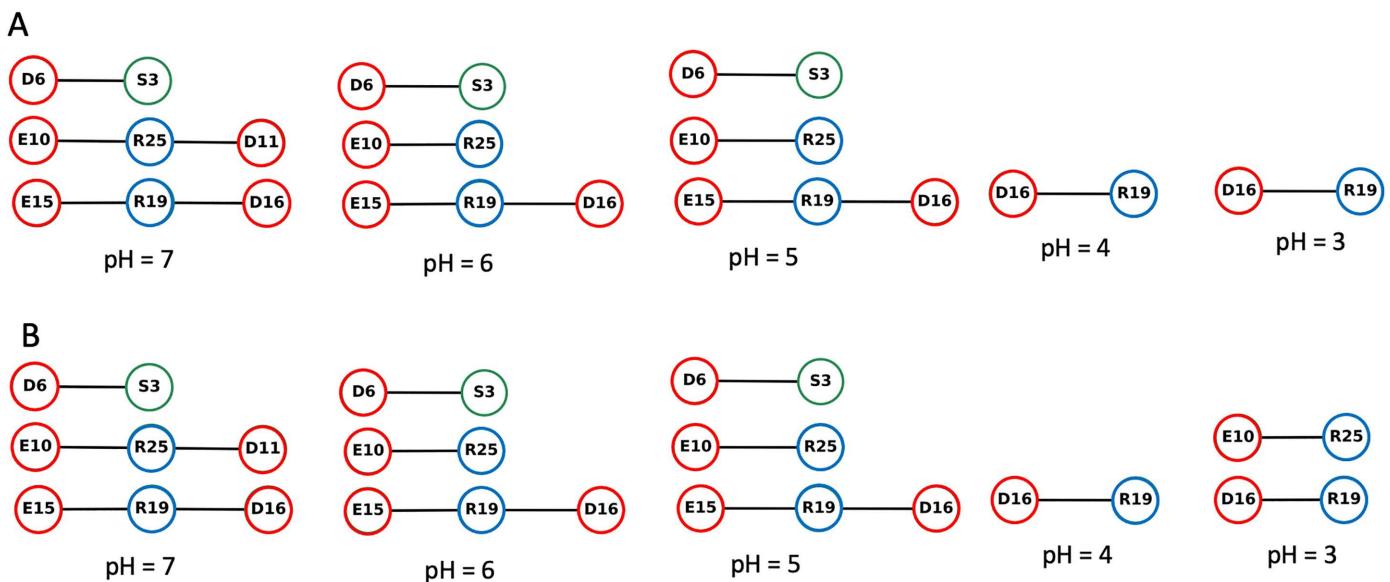 A
D6 S3 D6 S3 D6 S3
E10 R25 D11 E10 R25 E10 R25
E15 R19 D16 E15 R19 D16 E15 R19 D16 D16 R19 D16 R19
pH = 7 pH = 6 pH = 5 pH = 4 pH = 3
B
D6 S3 D6 S3 D6 S3
E10 R25 D11 E10 R25 E10 R25 E10 R25
E15 R19 D16 E15 R19 D16 E15 R19 D16 D16 R19 D16 R19
pH = 7 pH = 6 pH = 5 pH = 4 pH = 3